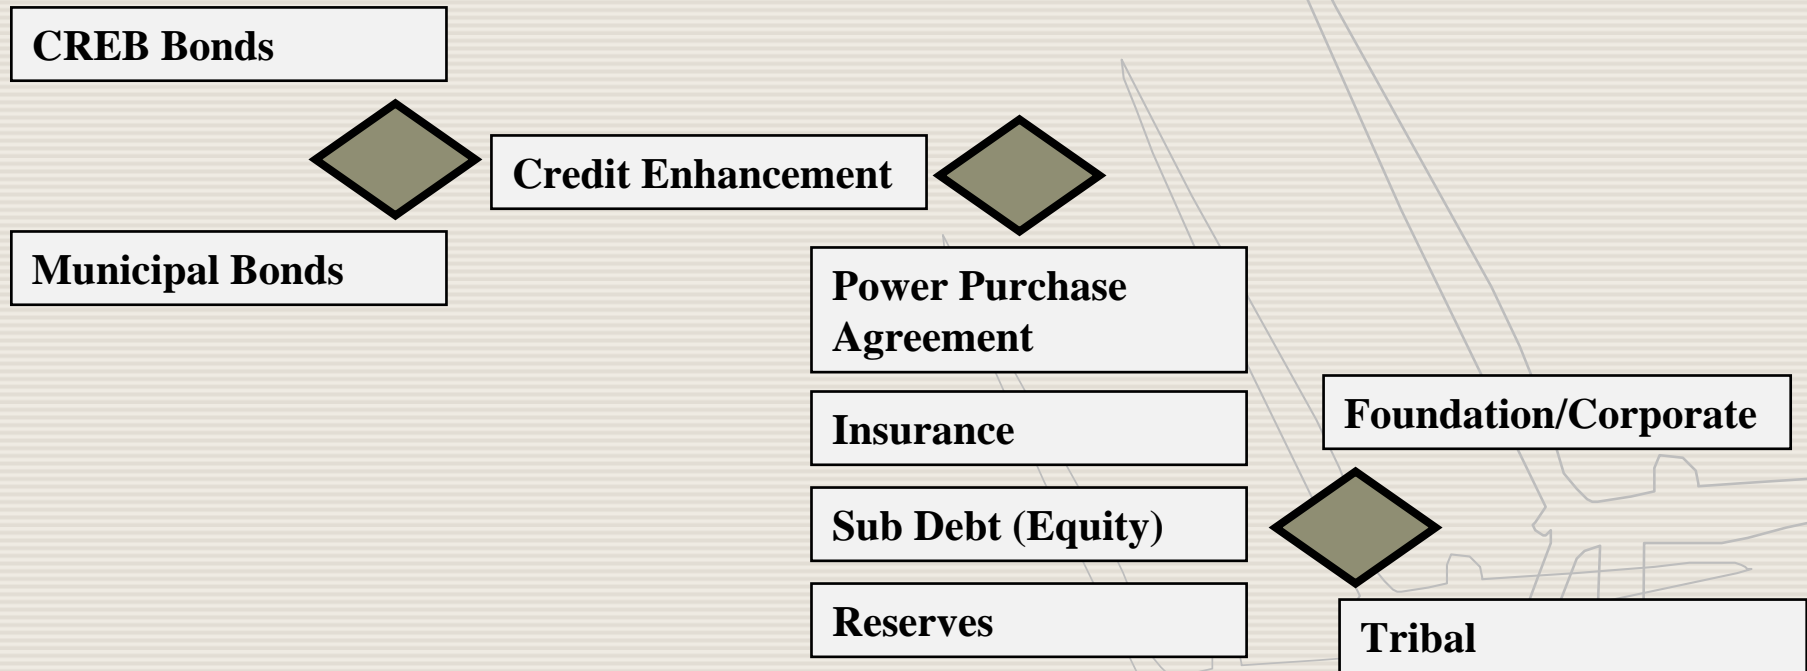 CREB Bonds
Credit Enhancement
Municipal Bonds
Power Purchase
Agreement
Insurance
Foundation/Corporate
Sub Debt (Equity)
Reserves
Tribal